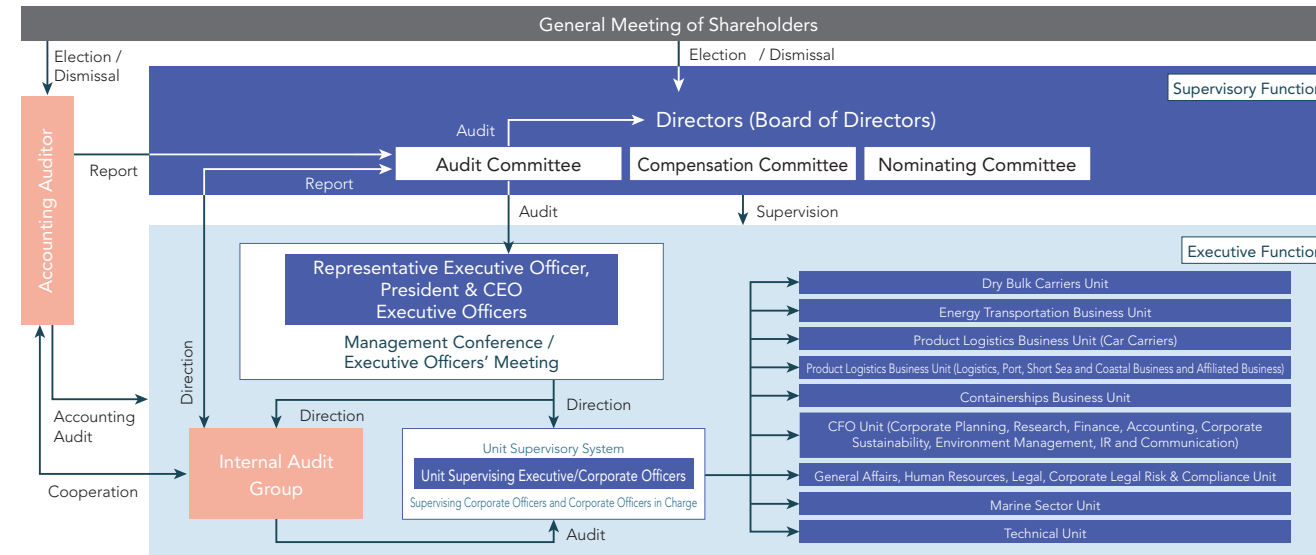 General Meeting of Shareholders
Election /
Dismissal
Election / Dismissal
Supervisory Function
Directors (Board of Directors)
Audit
Accounting Auditor
Report
Audit Committee
Compensation Committee
Nominating Committee
Report
Audit
Supervision
Executive Function
Representative Executive Officer,
President & CEO
Executive Officers
Management Conference /
Executive Officers’ Meeting
Direction
Direction
Direction
Accounting
Audit
Cooperation
Internal Audit
Group
Unit Supervisory System
Unit Supervising Executive/Corporate Officers
Supervising Corporate Officers and Corporate Officers in Charge
Audit
Dry Bulk Carriers Unit
Energy Transportation Business Unit
Product Logistics Business Unit (Car Carriers)
Product Logistics Business Unit (Logistics, Port, Short Sea and Coastal Business and Affiliated Business)
Containerships Business Unit
CFO Unit (Corporate Planning, Research, Finance, Accounting, Corporate
Sustainability, Environment Management, IR and Communication)
General Affairs, Human Resources, Legal, Corporate Legal Risk & Compliance Unit
Marine Sector Unit
Technical Unit